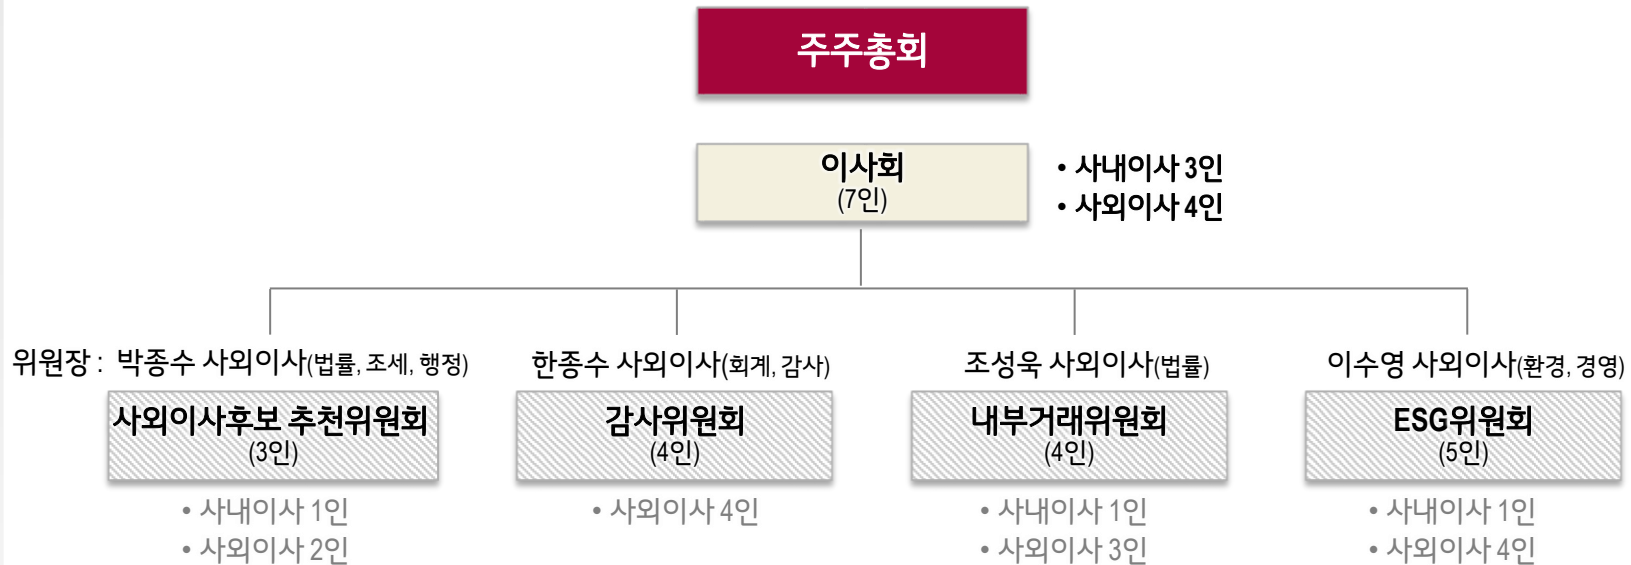 주주총회
이사회
(7인)
• 사내이사 3인
• 사외이사 4인
위원장 : 박종수 사외이사(법률, 조세, 행정)
한종수 사외이사(회계, 감사)
조성욱 사외이사(법률)
이수영 사외이사(환경, 경영)
사외이사후보 추천위원회
(3인)
감사위원회
(4인)
내부거래위원회
(4인)
ESG위원회
(5인)
• 사내이사 1인
• 사외이사 2인
• 사외이사 4인
• 사내이사 1인
• 사외이사 3인
• 사내이사 1인
• 사외이사 4인